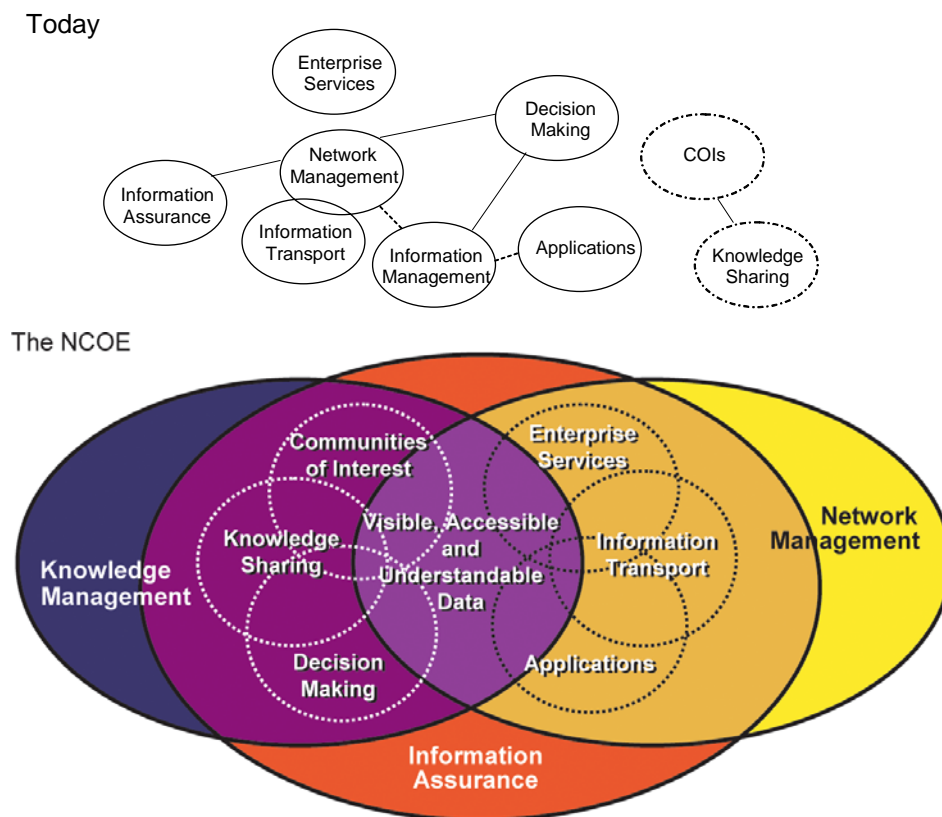 Today
Enterprise
Services
Decision
Making
Network
Management
COIs
Information
Assurance
Information
Transport
Information
Management
Applications
Knowledge
Sharing
The NCOE
Communities
of Interest
Enterprise
Services
Knowledge
Sharing
Visible, Accessible
and
Understandable
Data
Information
Transport
Network
Management
Knowledge
Management
Decision
Making
Applications
Information
Assurance